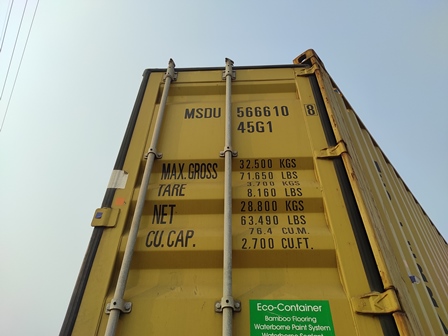 MSDU 566610 8
45G1
MAX.GROSS 32.500 KGS
71.650 LBS
TARE 3.700 KGS
8.160 LBS
NET 28.800 KGS
63.490 LBS
CU.CAP. 76.4 CU.M.
2.700 CU.FT.
Eco-Container
Bamboo Flooring
Waterborne Paint System
Waterborne Sealant